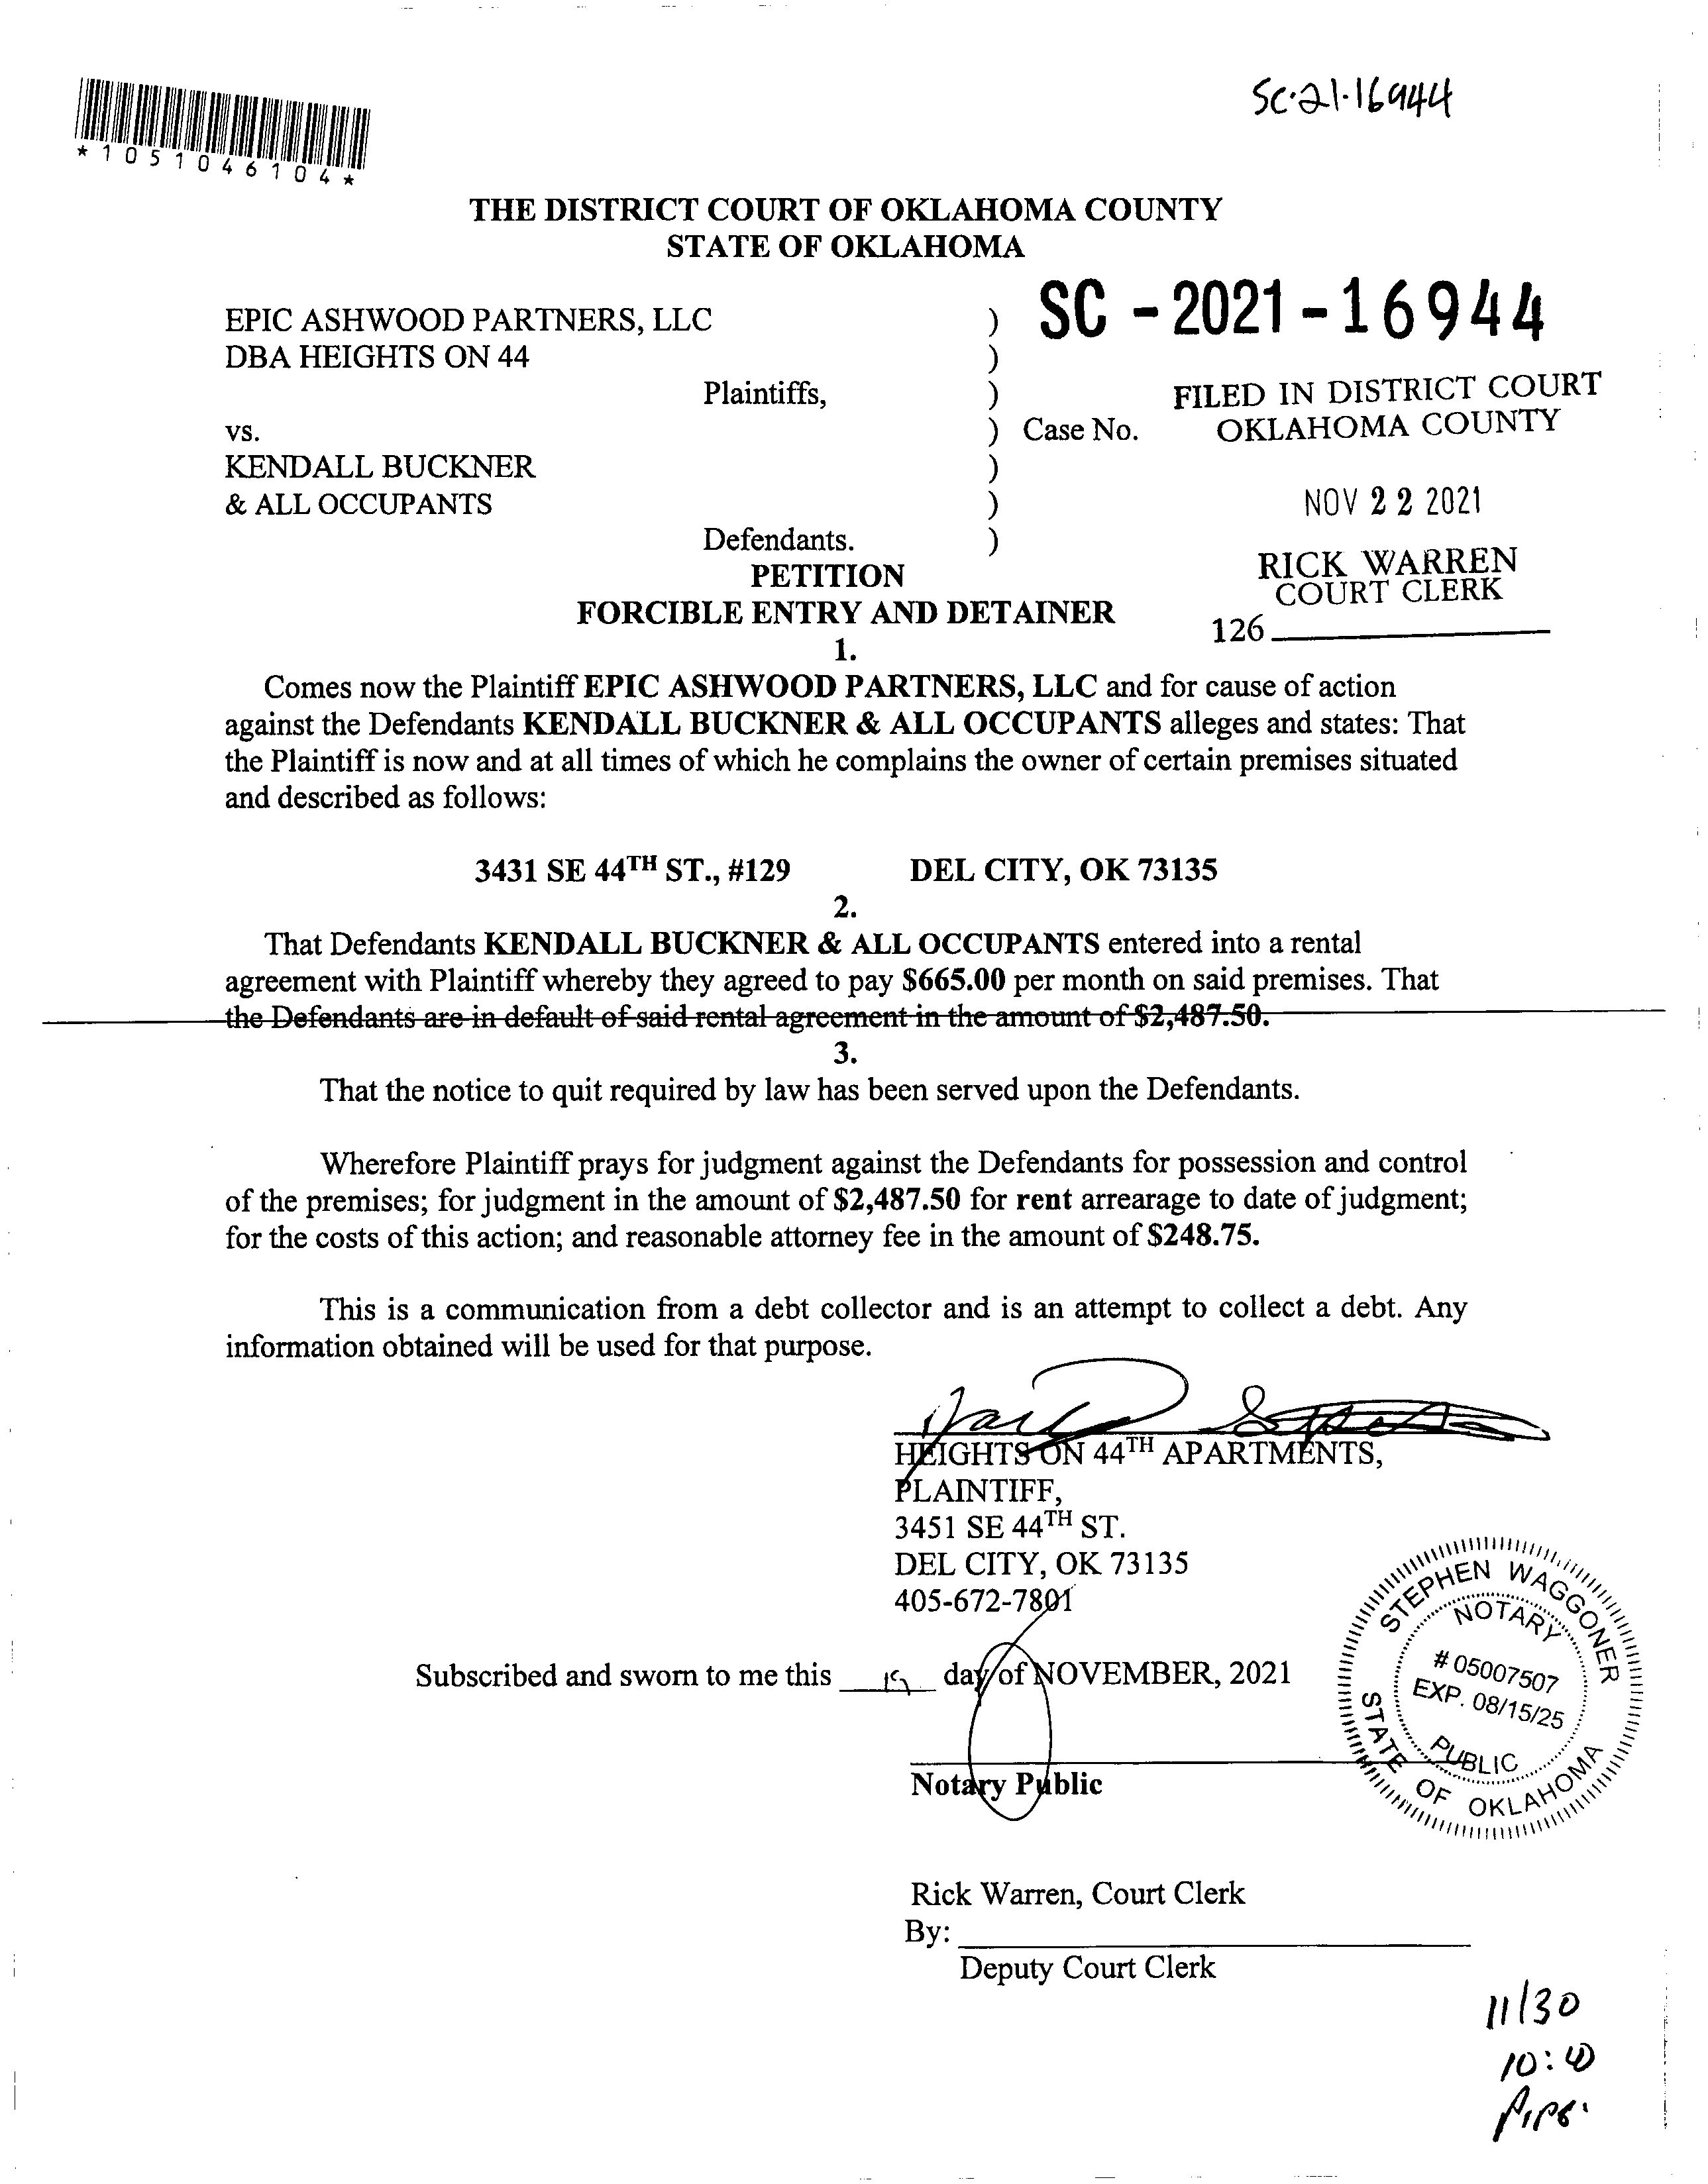 SC-21-16944
*1051046104*
THE DISTRICT COURT OF OKLAHOMA COUNTY
STATE OF OKLAHOMA
EPIC ASHWOOD PARTNERS, LLC )
DBA HEIGHTS ON 44 )
Plaintiffs, )
vs. ) Case No.
KENDALL BUCKNER )
& ALL OCCUPANTS )
Defendants. )
SC - 2021 - 16944
FILED IN DISTRICT COURT
OKLAHOMA COUNTY
NOV 22 2021
RICK WARREN
COURT CLERK
126
PETITION
FORCIBLE ENTRY AND DETAINER
1.
Comes now the Plaintiff EPIC ASHWOOD PARTNERS, LLC and for cause of action
against the Defendants KENDALL BUCKNER & ALL OCCUPANTS alleges and states: That
the Plaintiff is now and at all times of which he complains the owner of certain premises situated
and described as follows:
3431 SE 44TH ST., #129 DEL CITY, OK 73135
2.
That Defendants KENDALL BUCKNER & ALL OCCUPANTS entered into a rental
agreement with Plaintiff whereby they agreed to pay $665.00 per month on said premises. That
the Defendants are in default of said rental agreement in the amount of $2,487.50.
3.
That the notice to quit required by law has been served upon the Defendants.
Wherefore Plaintiff prays for judgment against the Defendants for possession and control
of the premises; for judgment in the amount of $2,487.50 for rent arrearage to date of judgment;
for the costs of this action; and reasonable attorney fee in the amount of $248.75.
This is a communication from a debt collector and is an attempt to collect a debt. Any
information obtained will be used for that purpose.
HEIGHTS ON 44TH APARTMENTS,
PLAINTIFF,
3451 SE 44TH ST.
DEL CITY, OK 73135
405-672-7801
Subscribed and sworn to me this 19 day of NOVEMBER, 2021
Notary Public
STEPHEN WAGGONER
NOTARY
# 05007507
EXP. 08/15/25
PUBLIC
STATE OF OKLAHOMA
Rick Warren, Court Clerk
By:
Deputy Court Clerk
11/30